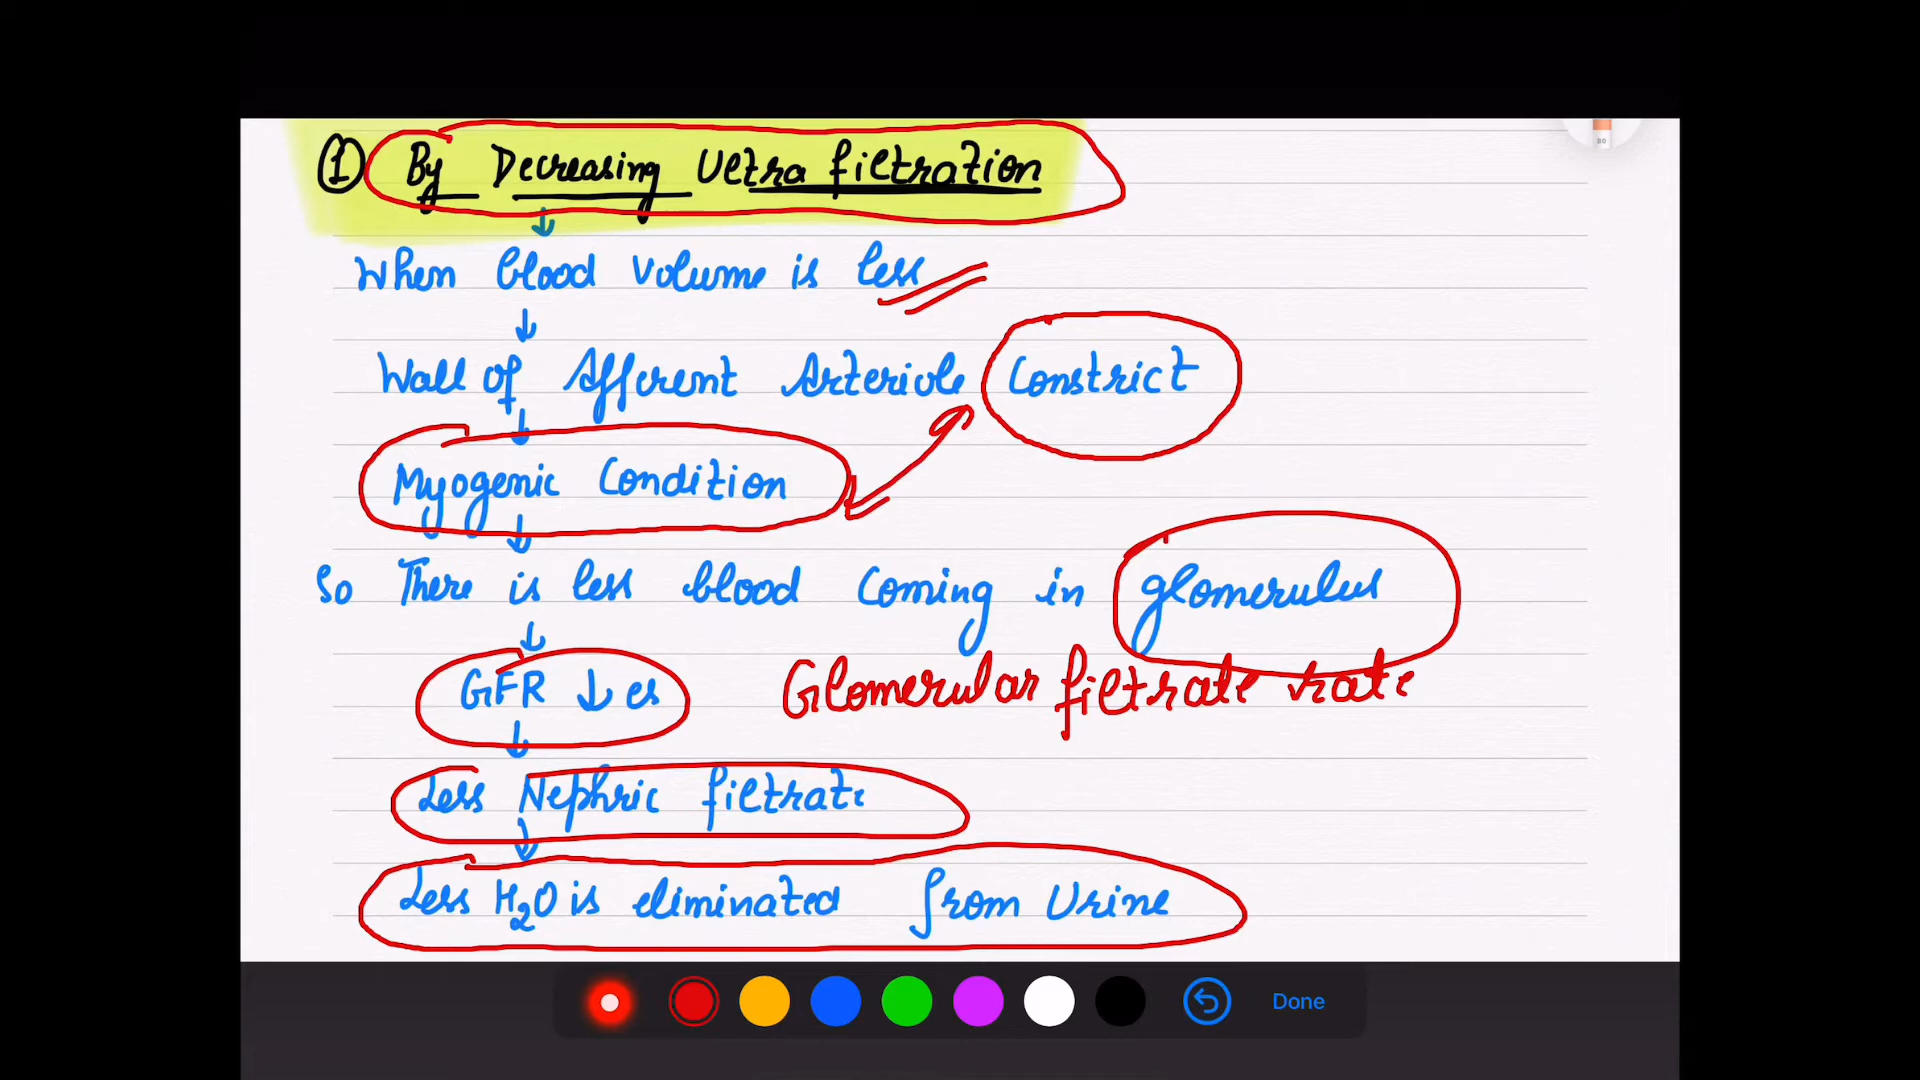 ① By Decreasing Ultra filtration
↓
When blood volume is less
↓
Wall of Afferent Arteriole Constrict
↓
Myogenic Condition
↓
So There is less blood Coming in glomerulus
↓
GFR ↓es Glomerular filtrate rate
↓
Less Nephric filtrate
↓
Less H₂O is eliminated from Urine
80
Done